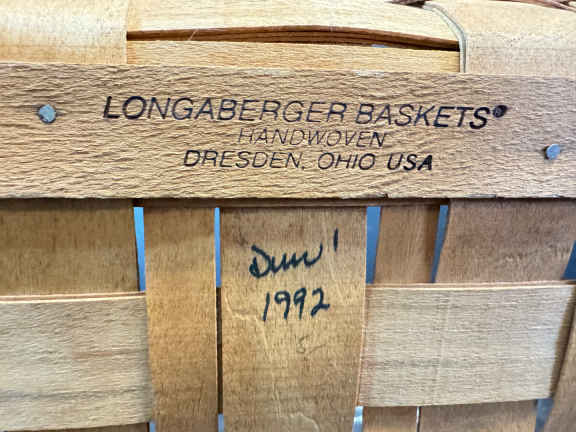 LONGABERGER BASKETS®
HANDWOVEN
DRESDEN, OHIO USA
1992